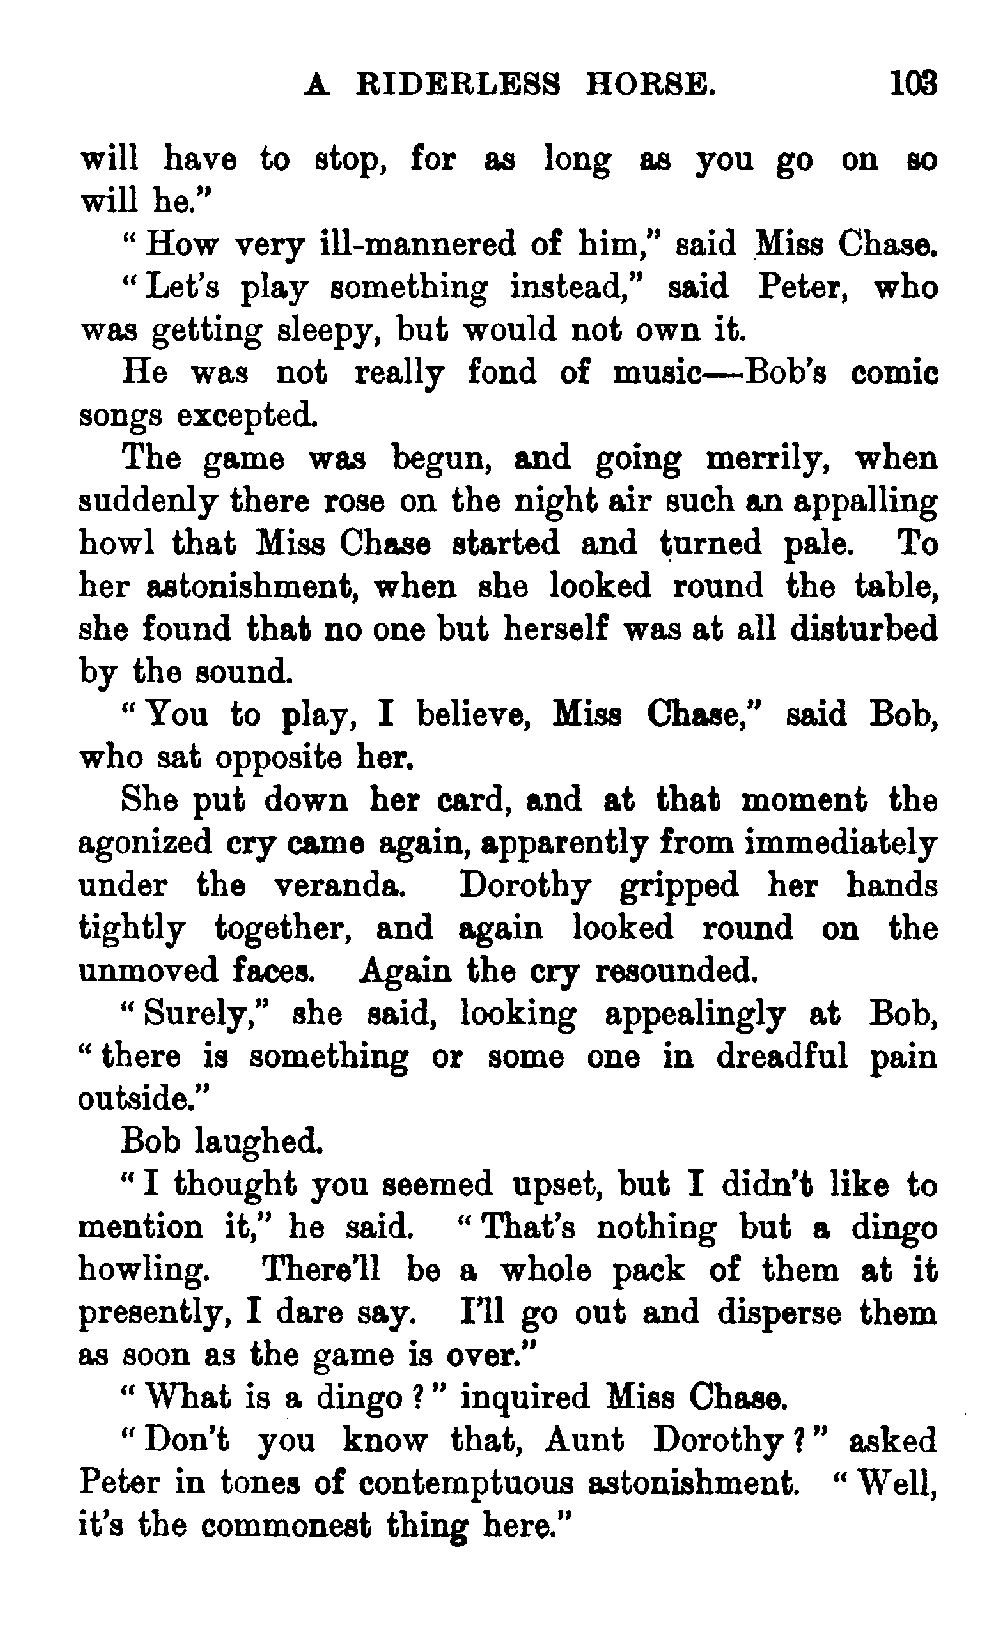 A RIDERLESS HORSE. 103
will have to stop, for as long as you go on so
will he."
"How very ill-mannered of him," said Miss Chase.
"Let's play something instead," said Peter, who
was getting sleepy, but would not own it.
He was not really fond of music—Bob's comic
songs excepted.
The game was begun, and going merrily, when
suddenly there rose on the night air such an appalling
howl that Miss Chase started and turned pale. To
her astonishment, when she looked round the table,
she found that no one but herself was at all disturbed
by the sound.
"You to play, I believe, Miss Chase," said Bob,
who sat opposite her.
She put down her card, and at that moment the
agonized cry came again, apparently from immediately
under the veranda. Dorothy gripped her hands
tightly together, and again looked round on the
unmoved faces. Again the cry resounded.
"Surely," she said, looking appealingly at Bob,
"there is something or some one in dreadful pain
outside."
Bob laughed.
"I thought you seemed upset, but I didn't like to
mention it," he said. "That's nothing but a dingo
howling. There'll be a whole pack of them at it
presently, I dare say. I'll go out and disperse them
as soon as the game is over."
"What is a dingo?" inquired Miss Chase.
"Don't you know that, Aunt Dorothy?" asked
Peter in tones of contemptuous astonishment. "Well,
it's the commonest thing here."